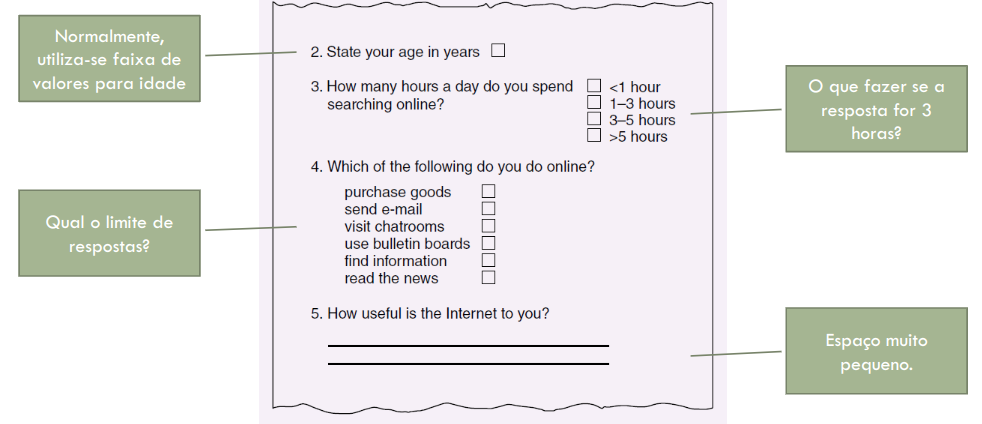 Normalmente,
utiliza-se faixa de
valores para idade
2. State your age in years
3. How many hours a day do you spend
searching online?
<1 hour
1–3 hours
3–5 hours
>5 hours
O que fazer se a
resposta for 3
horas?
4. Which of the following do you do online?
purchase goods
send e-mail
visit chatrooms
use bulletin boards
find information
read the news
Qual o limite de
respostas?
5. How useful is the Internet to you?
Espaço muito
pequeno.